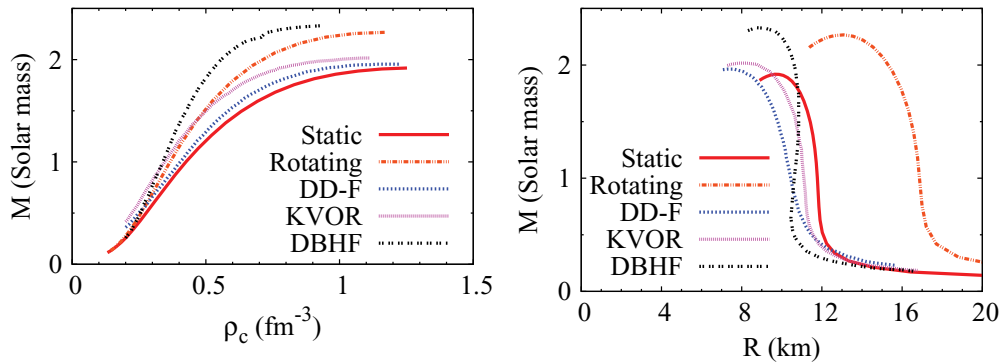 M (Solar mass)
2
1
0
Static
Rotating
DD-F
KVOR
DBHF
0 0.5 1 1.5
ρc (fm-3)
M (Solar mass)
2
1
0
Static
Rotating
DD-F
KVOR
DBHF
0 4 8 12 16 20
R (km)